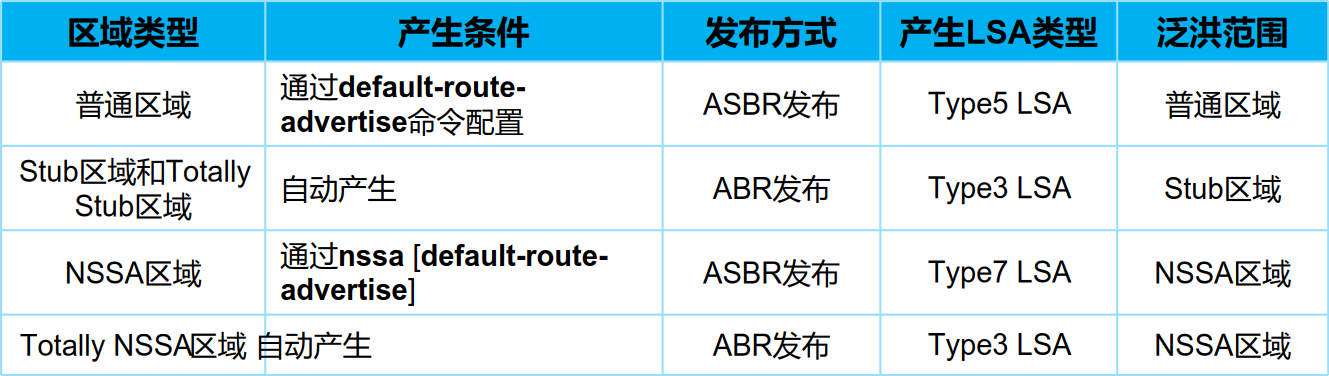 区域类型 产生条件 发布方式 产生LSA类型 泛洪范围
普通区域 通过default-route-advertise命令配置 ASBR发布 Type5 LSA 普通区域
Stub区域和Totally Stub区域 自动产生 ABR发布 Type3 LSA Stub区域
NSSA区域 通过nssa [default-route-advertise] ASBR发布 Type7 LSA NSSA区域
Totally NSSA区域 自动产生 ABR发布 Type3 LSA NSSA区域